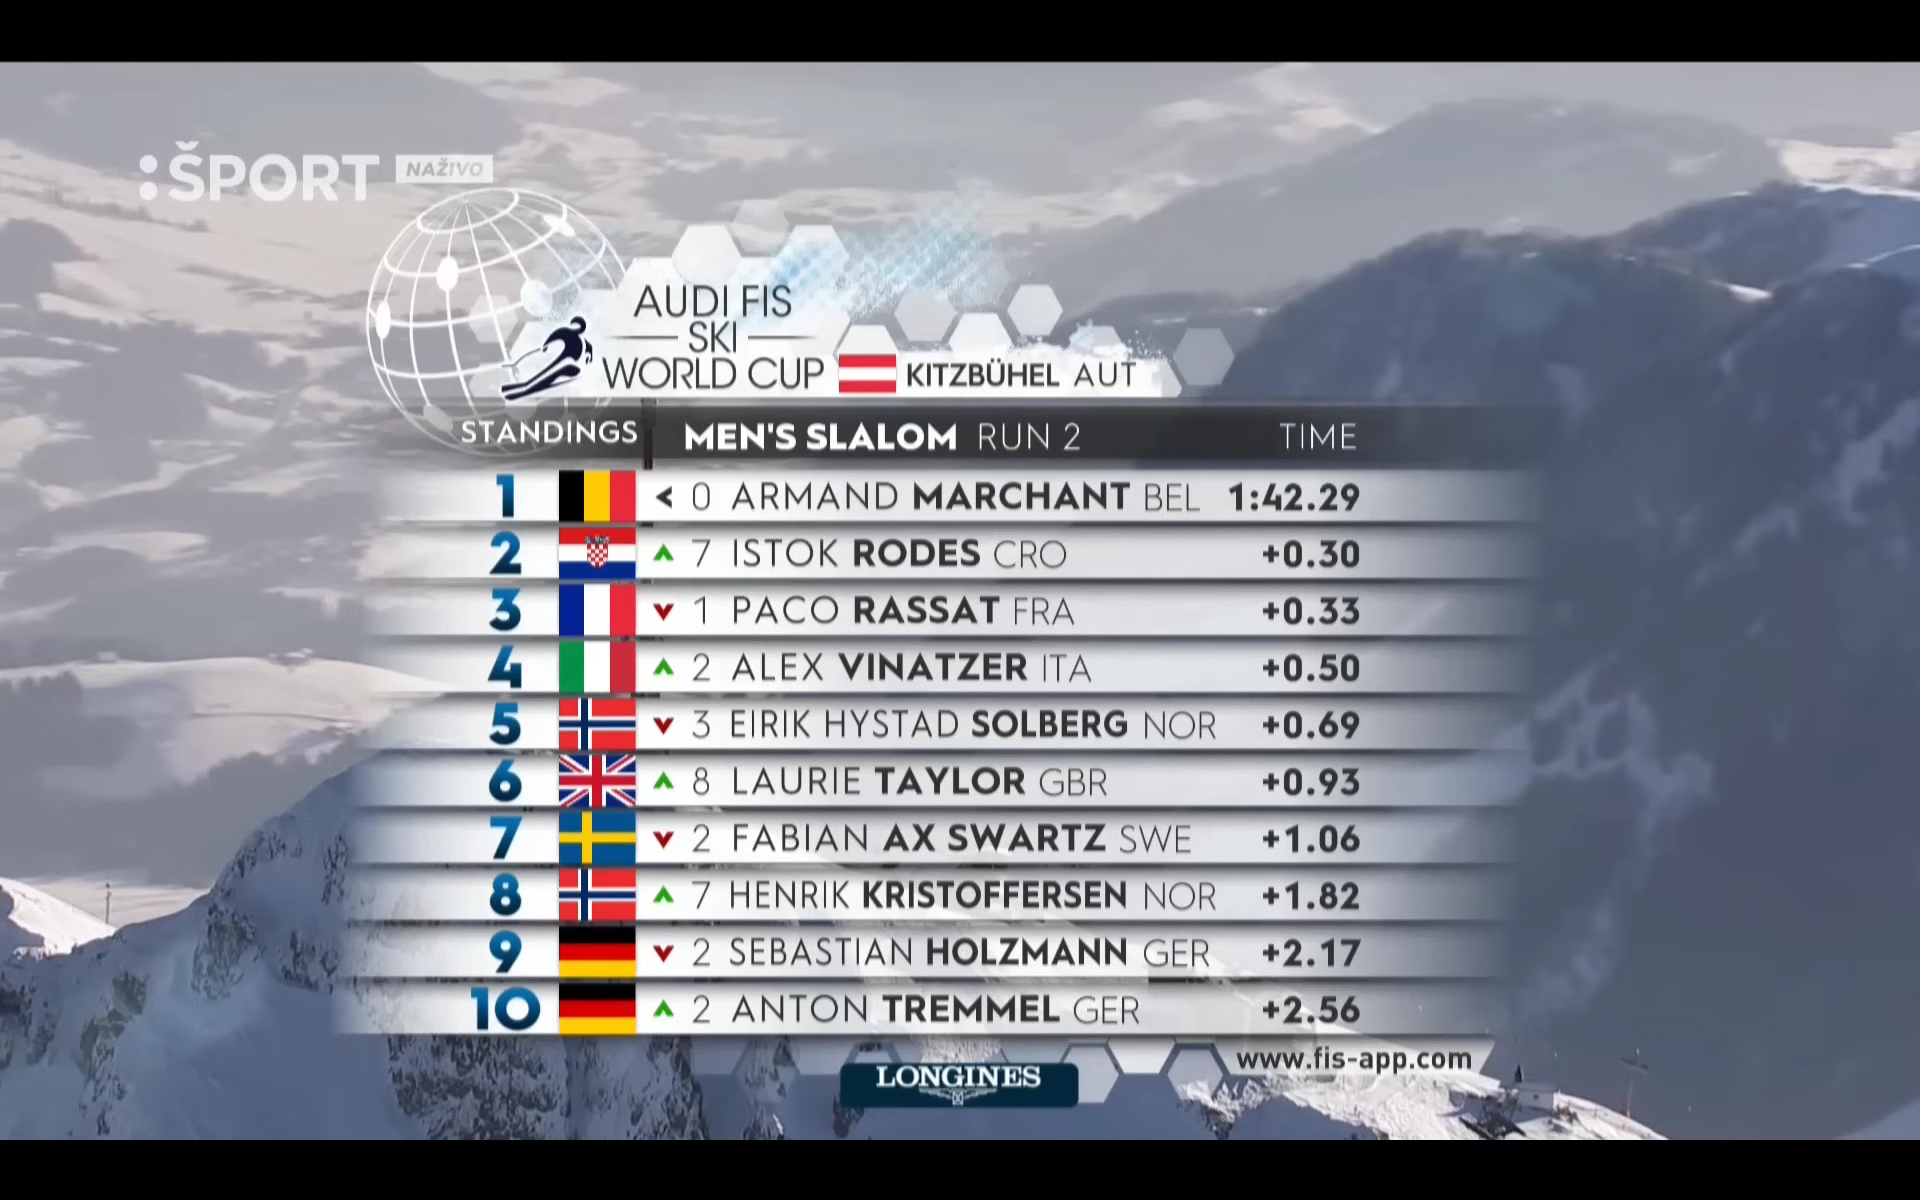 :ŠPORT NAŽIVO
AUDI FIS
SKI
WORLD CUP KITZBÜHEL AUT
STANDINGS MEN'S SLALOM RUN 2 TIME
1 < 0 ARMAND MARCHANT BEL 1:42.29
2 7 ISTOK RODES CRO +0.30
3 1 PACO RASSAT FRA +0.33
4 2 ALEX VINATZER ITA +0.50
5 3 EIRIK HYSTAD SOLBERG NOR +0.69
6 8 LAURIE TAYLOR GBR +0.93
7 2 FABIAN AX SWARTZ SWE +1.06
8 7 HENRIK KRISTOFFERSEN NOR +1.82
9 2 SEBASTIAN HOLZMANN GER +2.17
10 2 ANTON TREMMEL GER +2.56
www.fis-app.com
LONGINES